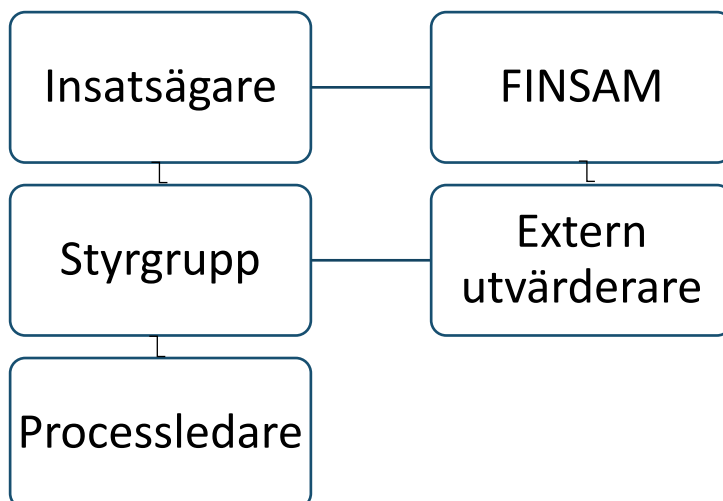 Insatsägare
FINSAM
Styrgrupp
Extern
utvärderare
Processledare